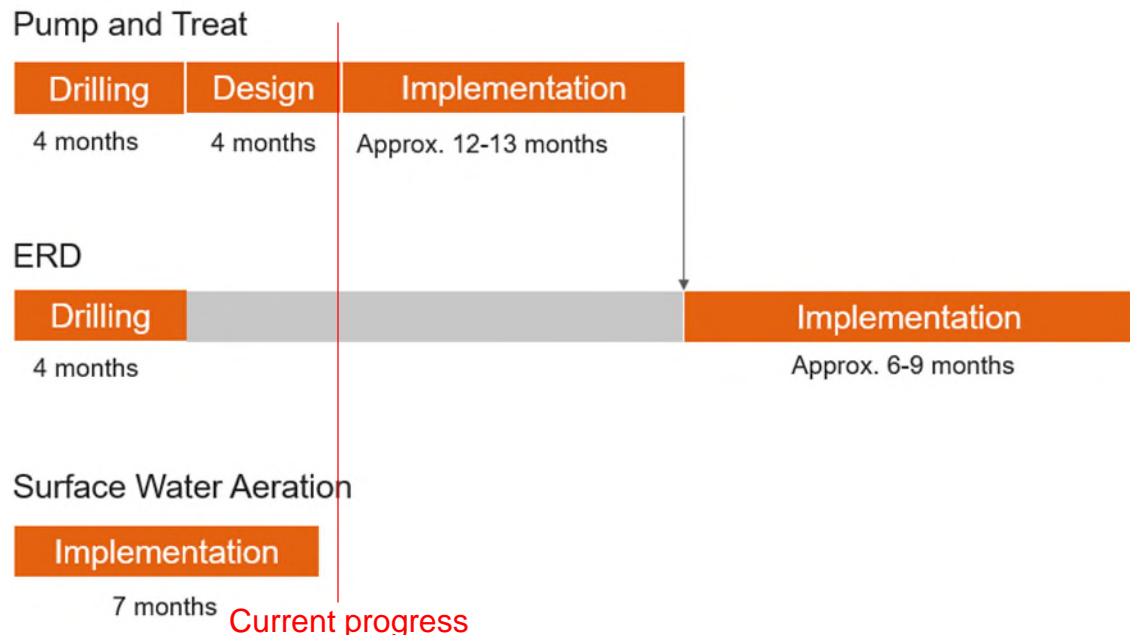 Pump and Treat
Drilling Design Implementation
4 months 4 months Approx. 12-13 months
ERD
Drilling Implementation
4 months Approx. 6-9 months
Surface Water Aeration
Implementation
7 months
Current progress